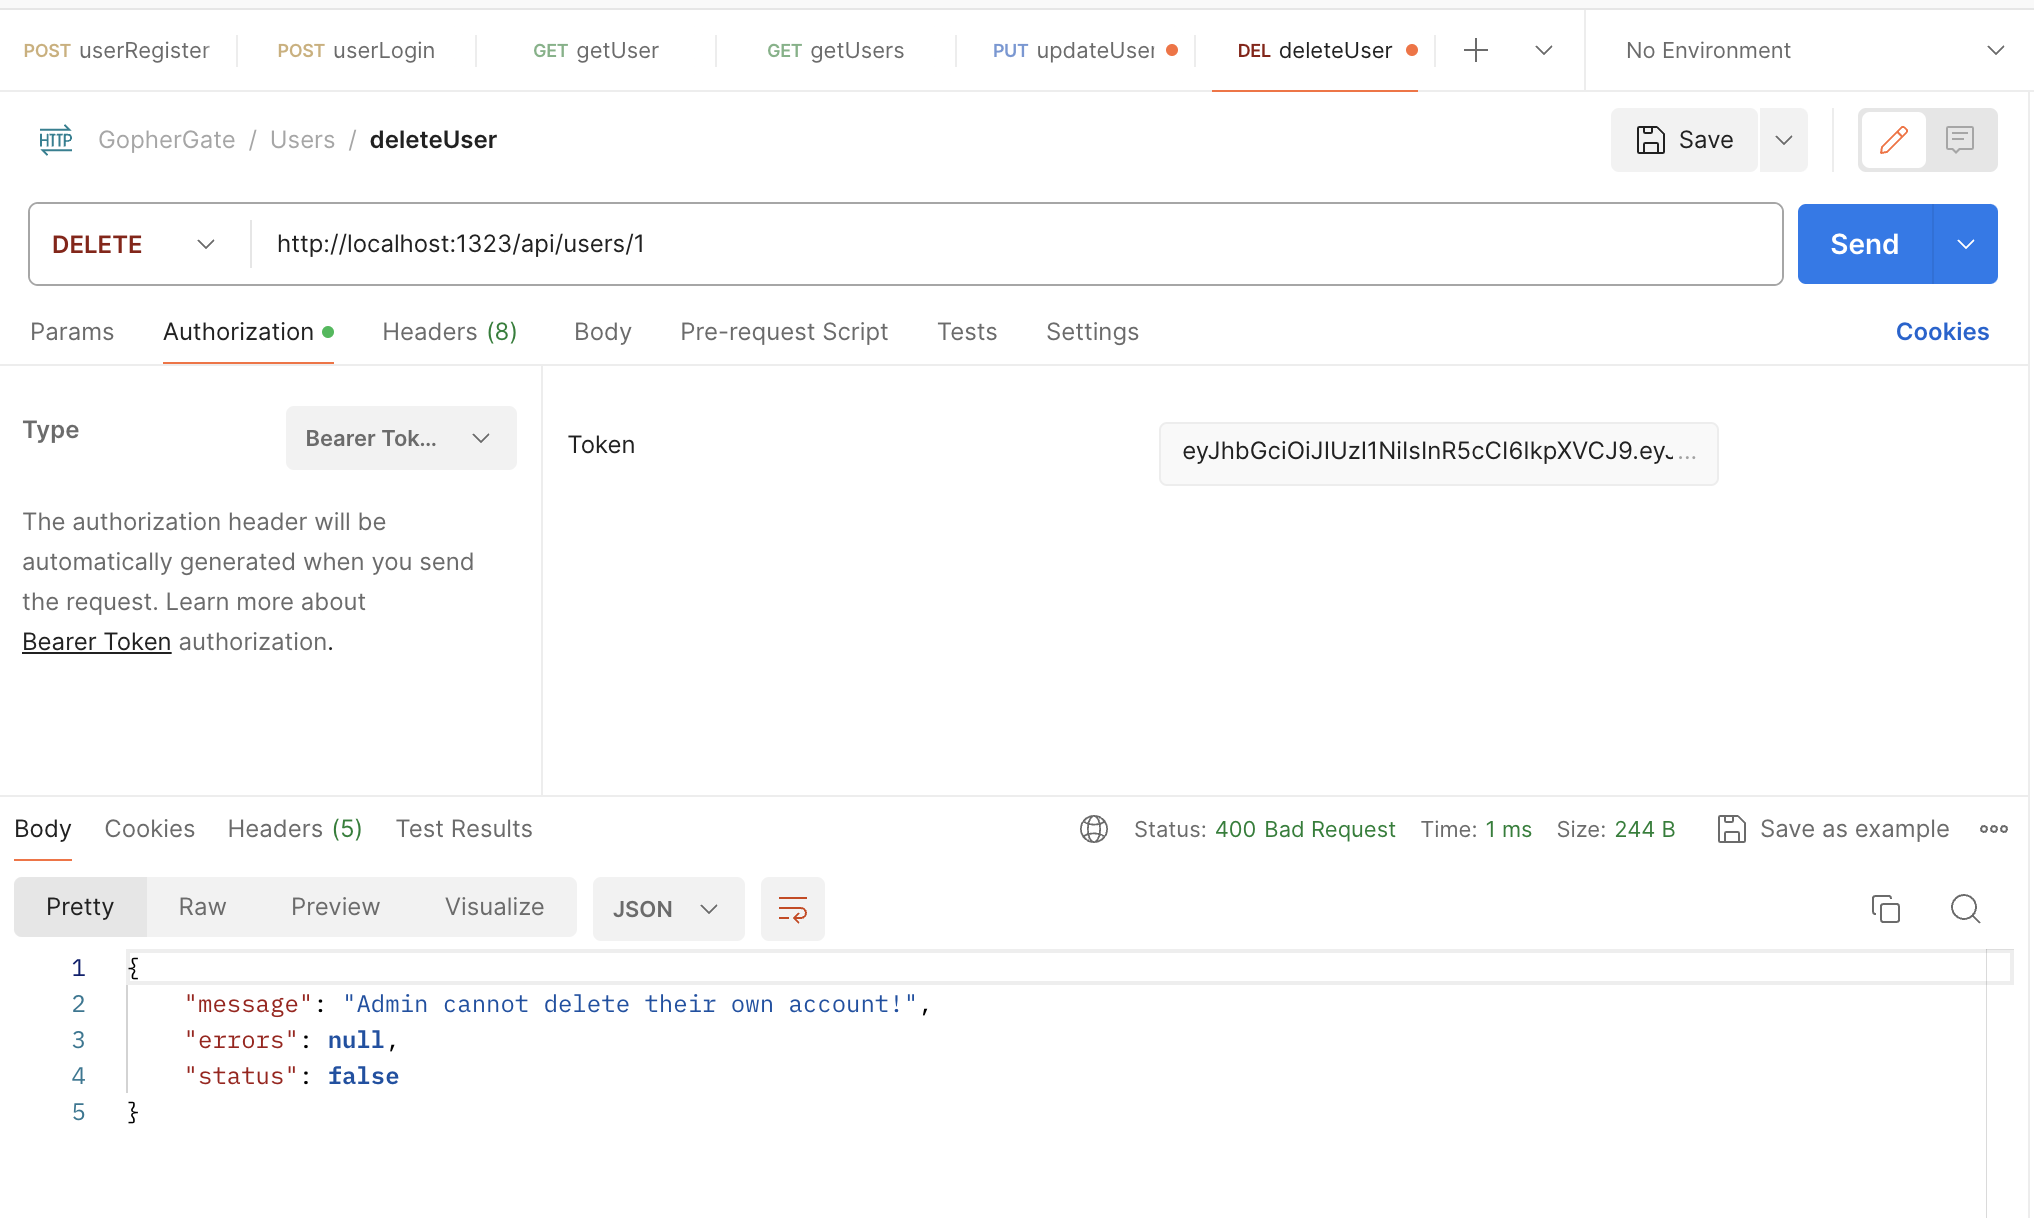 POST userRegister POST userLogin GET getUser GET getUsers PUT updateUser DEL deleteUser No Environment
HTTP GopherGate / Users / deleteUser Save
DELETE http://localhost:1323/api/users/1 Send
Params Authorization Headers (8) Body Pre-request Script Tests Settings Cookies
Type Bearer Tok... Token eyJhbGciOiJIUzI1NiIsInR5cCI6IkpXVCJ9.eyJ...
The authorization header will be
automatically generated when you send
the request. Learn more about
Bearer Token authorization.
Body Cookies Headers (5) Test Results Status: 400 Bad Request Time: 1 ms Size: 244 B Save as example
Pretty Raw Preview Visualize JSON
1 {
2 "message": "Admin cannot delete their own account!",
3 "errors": null,
4 "status": false
5 }